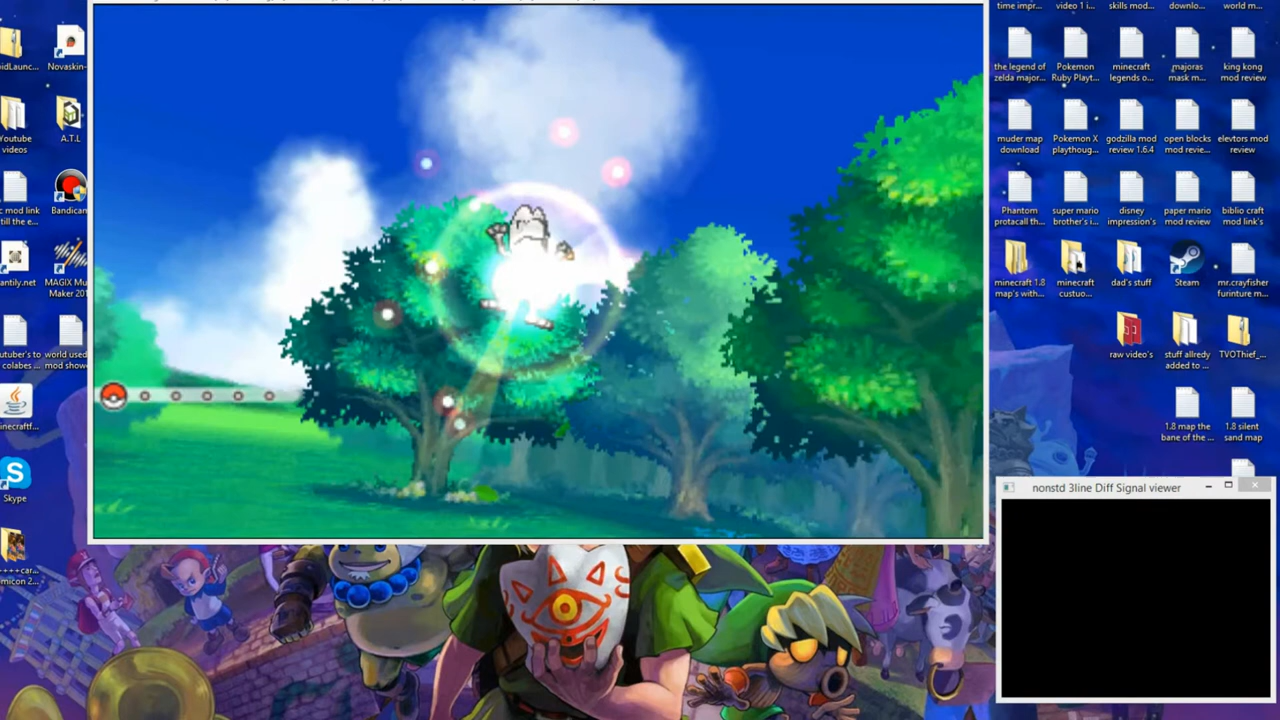 idLaunc...
Novaskin-
Youtube
videos
A.T.L
c mod link
till the e...
Bandican
antily.net
MAGIX Mu
Maker 201
utuber's to
colabes ...
world used
mod show
inecraftf...
Skype
++++car...
micon 2...
time impr...
video 1 i...
skills mod...
downlo...
world m...
the legend of
zelda major...
Pokemon
Ruby Playt...
minecraft
legends o...
majoras
mask m...
king kong
mod review
muder map
download
Pokemon X
playthoug...
godzilla mod
review 1.6.4
open blocks
mod revie...
elevtors mod
review
Phantom
protacall th...
super mario
brother's i...
disney
impression's
paper mario
mod review
biblio craft
mod link's
minecraft 1.8
map's with...
minecraft
custuo...
dad's stuff
Steam
mr.crayfisher
furinture m...
raw video's
stuff allredy
added to ...
TVOThief_...
1.8 map the
bane of the ...
1.8 silent
sand map
nonstd 3line Diff Signal viewer